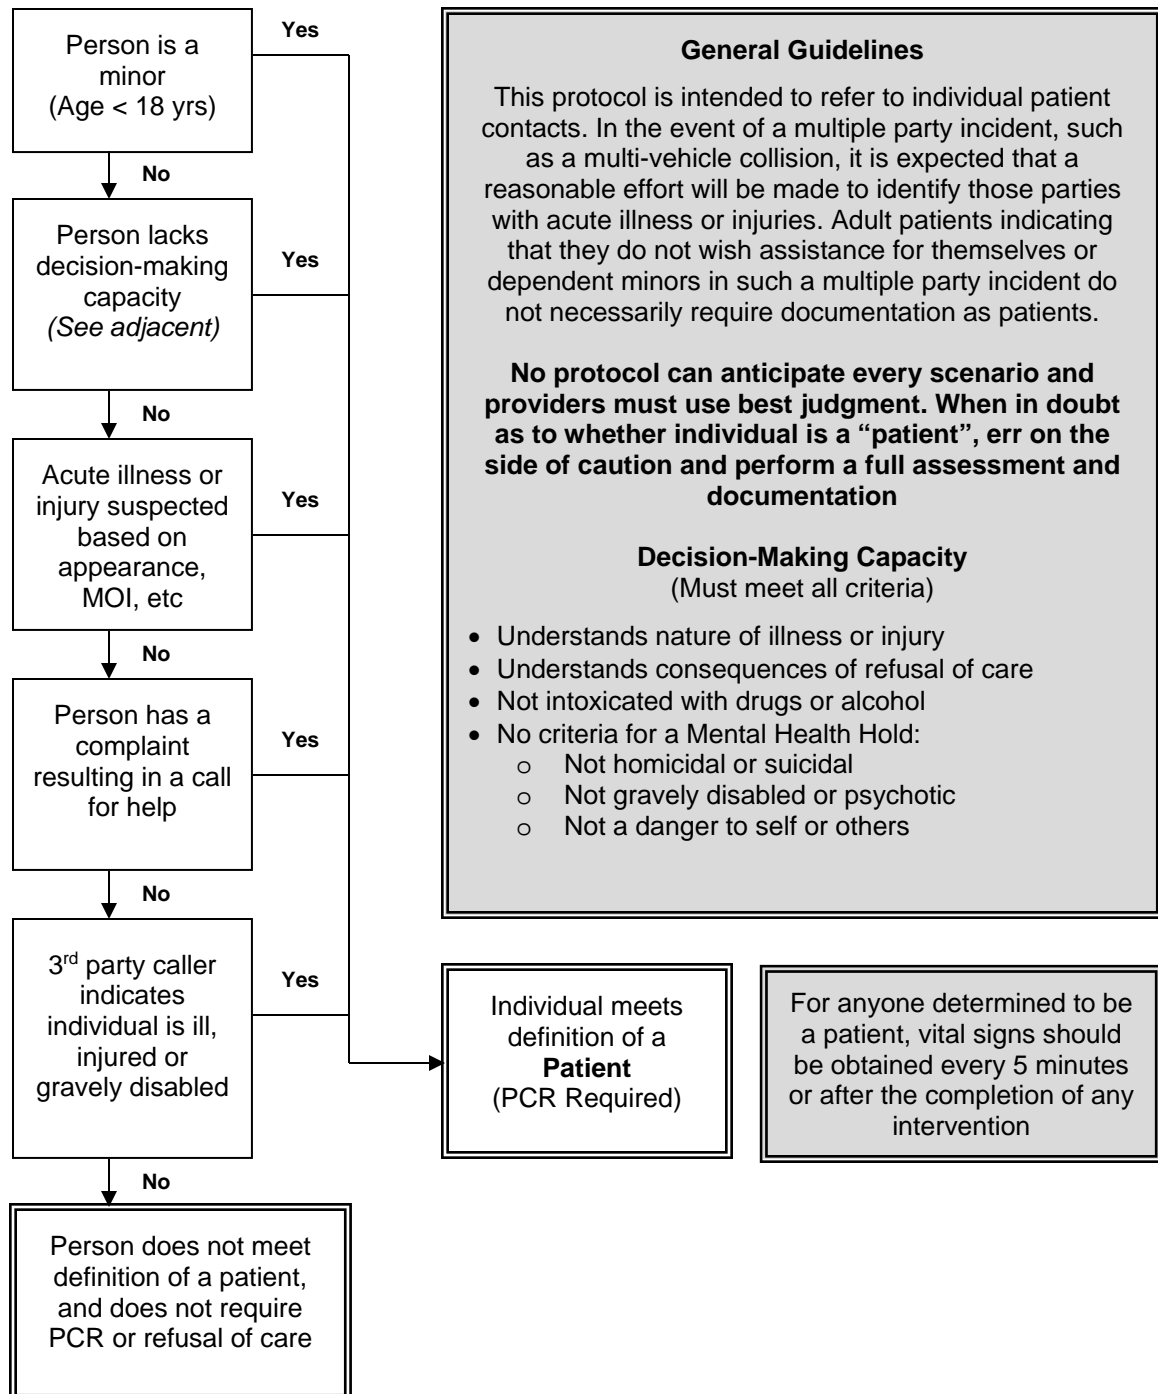 Person is a
minor
(Age < 18 yrs)
Yes
No
Person lacks
decision-making
capacity
(See adjacent)
Yes
No
Acute illness or
injury suspected
based on
appearance,
MOI, etc
Yes
No
Person has a
complaint
resulting in a call
for help
Yes
No
3rd party caller
indicates
individual is ill,
injured or
gravely disabled
Yes
No
Person does not meet
definition of a patient,
and does not require
PCR or refusal of care
General Guidelines
This protocol is intended to refer to individual patient
contacts. In the event of a multiple party incident, such
as a multi-vehicle collision, it is expected that a
reasonable effort will be made to identify those parties
with acute illness or injuries. Adult patients indicating
that they do not wish assistance for themselves or
dependent minors in such a multiple party incident do
not necessarily require documentation as patients.
No protocol can anticipate every scenario and
providers must use best judgment. When in doubt
as to whether individual is a “patient”, err on the
side of caution and perform a full assessment and
documentation
Decision-Making Capacity
(Must meet all criteria)
• Understands nature of illness or injury
• Understands consequences of refusal of care
• Not intoxicated with drugs or alcohol
• No criteria for a Mental Health Hold:
o Not homicidal or suicidal
o Not gravely disabled or psychotic
o Not a danger to self or others
Individual meets
definition of a
Patient
(PCR Required)
For anyone determined to be
a patient, vital signs should
be obtained every 5 minutes
or after the completion of any
intervention